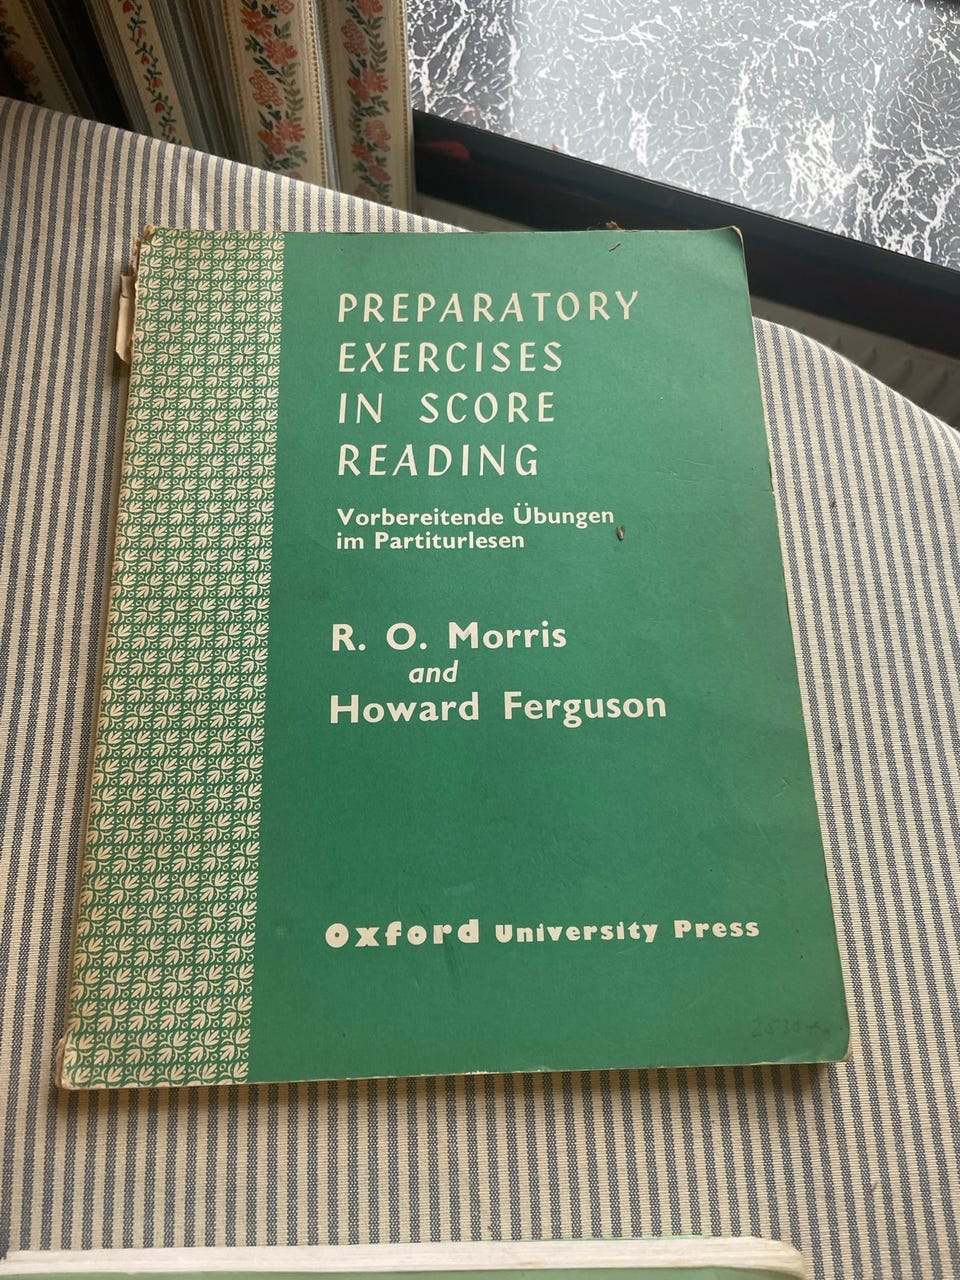 PREPARATORY
EXERCISES
IN SCORE
READING
Vorbereitende Übungen
im Partiturlesen
R. O. Morris
and
Howard Ferguson
Oxford University Press